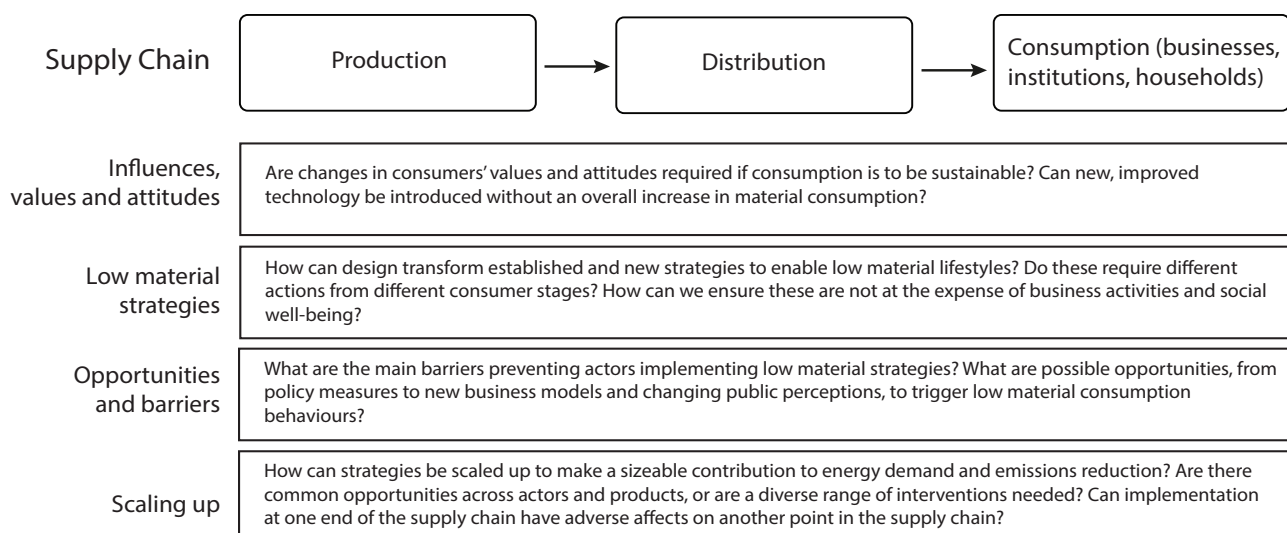 Supply Chain
Production
Distribution
Consumption (businesses,
institutions, households)
Influences,
values and attitudes
Are changes in consumers’ values and attitudes required if consumption is to be sustainable? Can new, improved
technology be introduced without an overall increase in material consumption?
Low material
strategies
How can design transform established and new strategies to enable low material lifestyles? Do these require different
actions from different consumer stages? How can we ensure these are not at the expense of business activities and social
well-being?
Opportunities
and barriers
What are the main barriers preventing actors implementing low material strategies? What are possible opportunities, from
policy measures to new business models and changing public perceptions, to trigger low material consumption
behaviours?
Scaling up
How can strategies be scaled up to make a sizeable contribution to energy demand and emissions reduction? Are there
common opportunities across actors and products, or are a diverse range of interventions needed? Can implementation
at one end of the supply chain have adverse affects on another point in the supply chain?